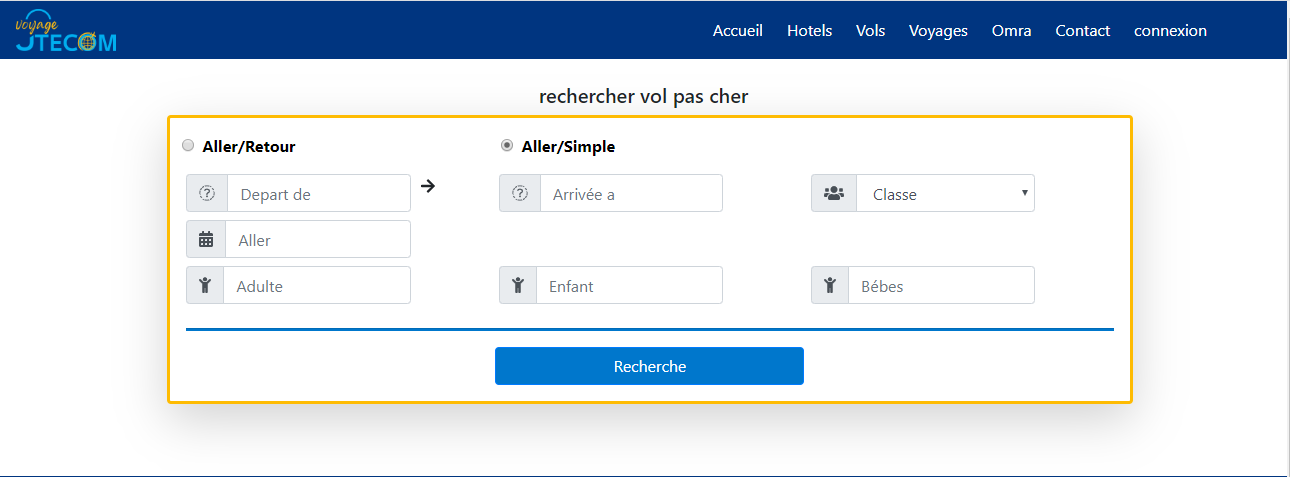 voyage
JTECOM
Accueil Hotels Vols Voyages Omra Contact connexion
rechercher vol pas cher
Aller/Retour Aller/Simple
Depart de Arrivée a Classe
Aller
Adulte Enfant Bébes
Recherche